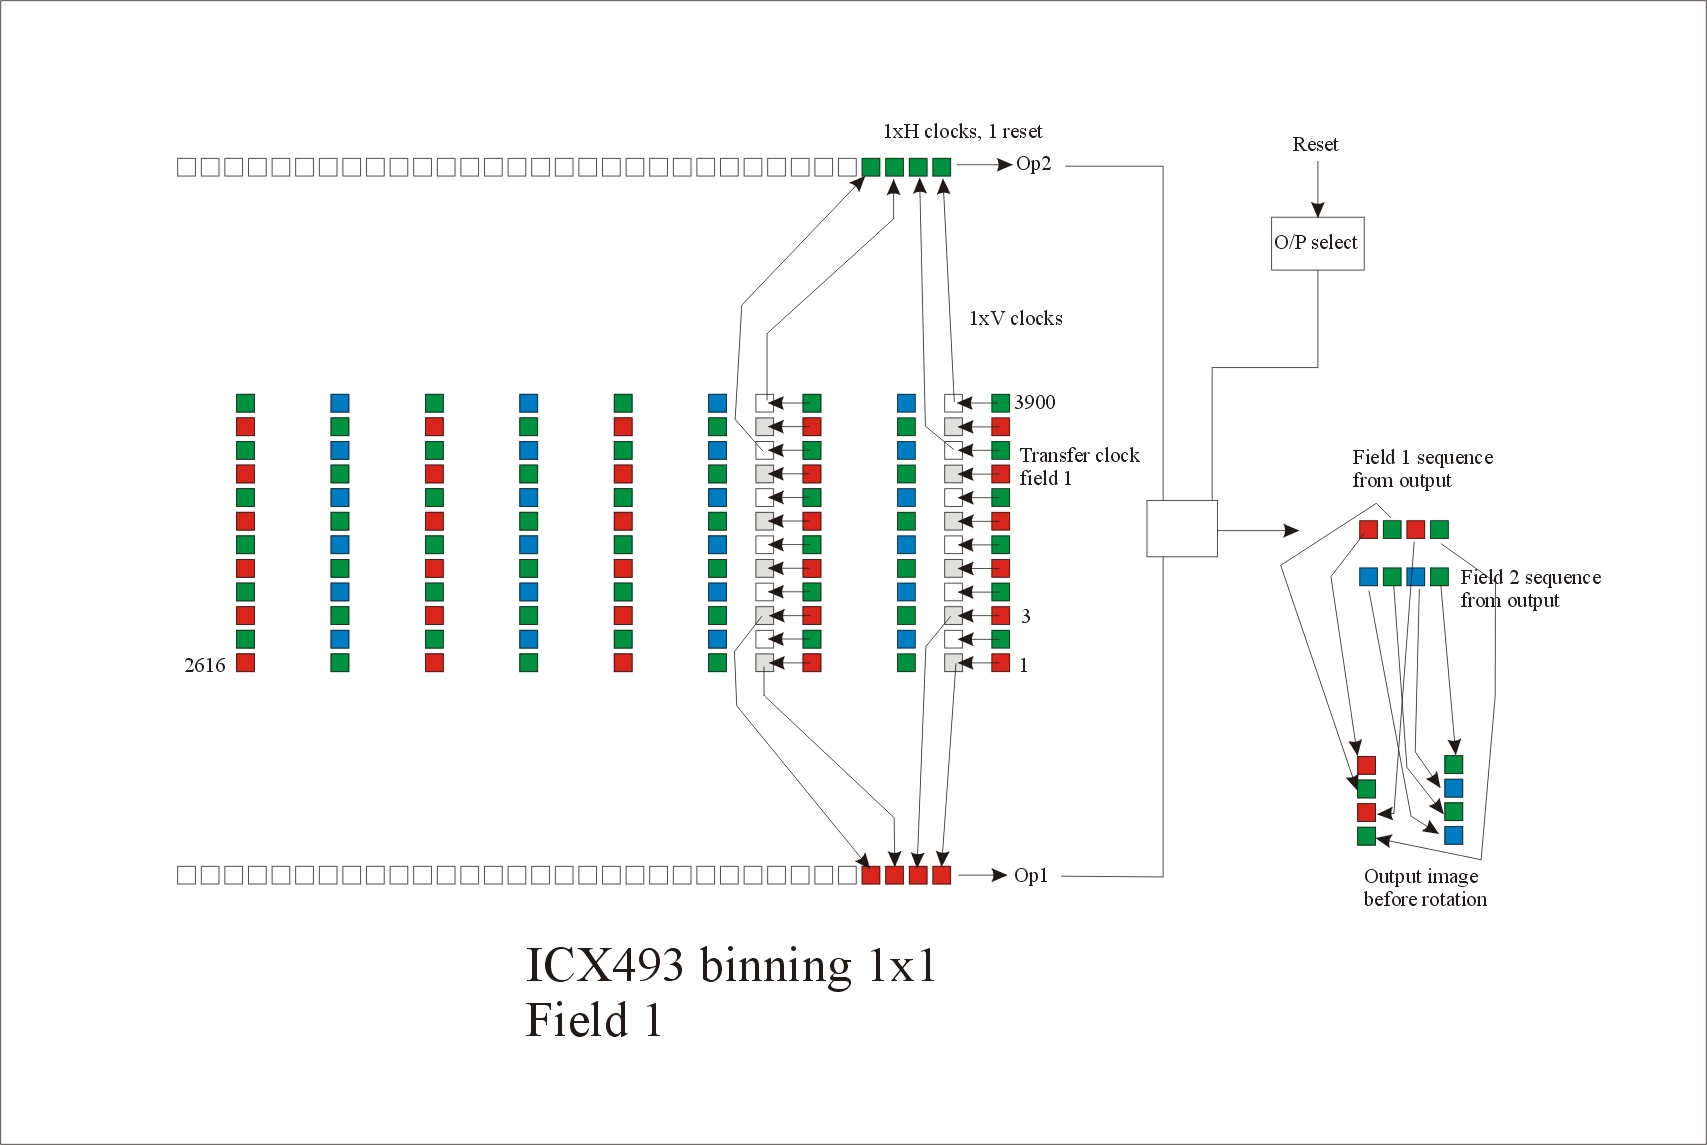 1xH clocks, 1 reset
Op2
Reset
O/P select
1xV clocks
3900
Transfer clock
field 1
Field 1 sequence
from output
Field 2 sequence
from output
3
2616
1
Op1
Output image
before rotation
ICX493 binning 1x1
Field 1